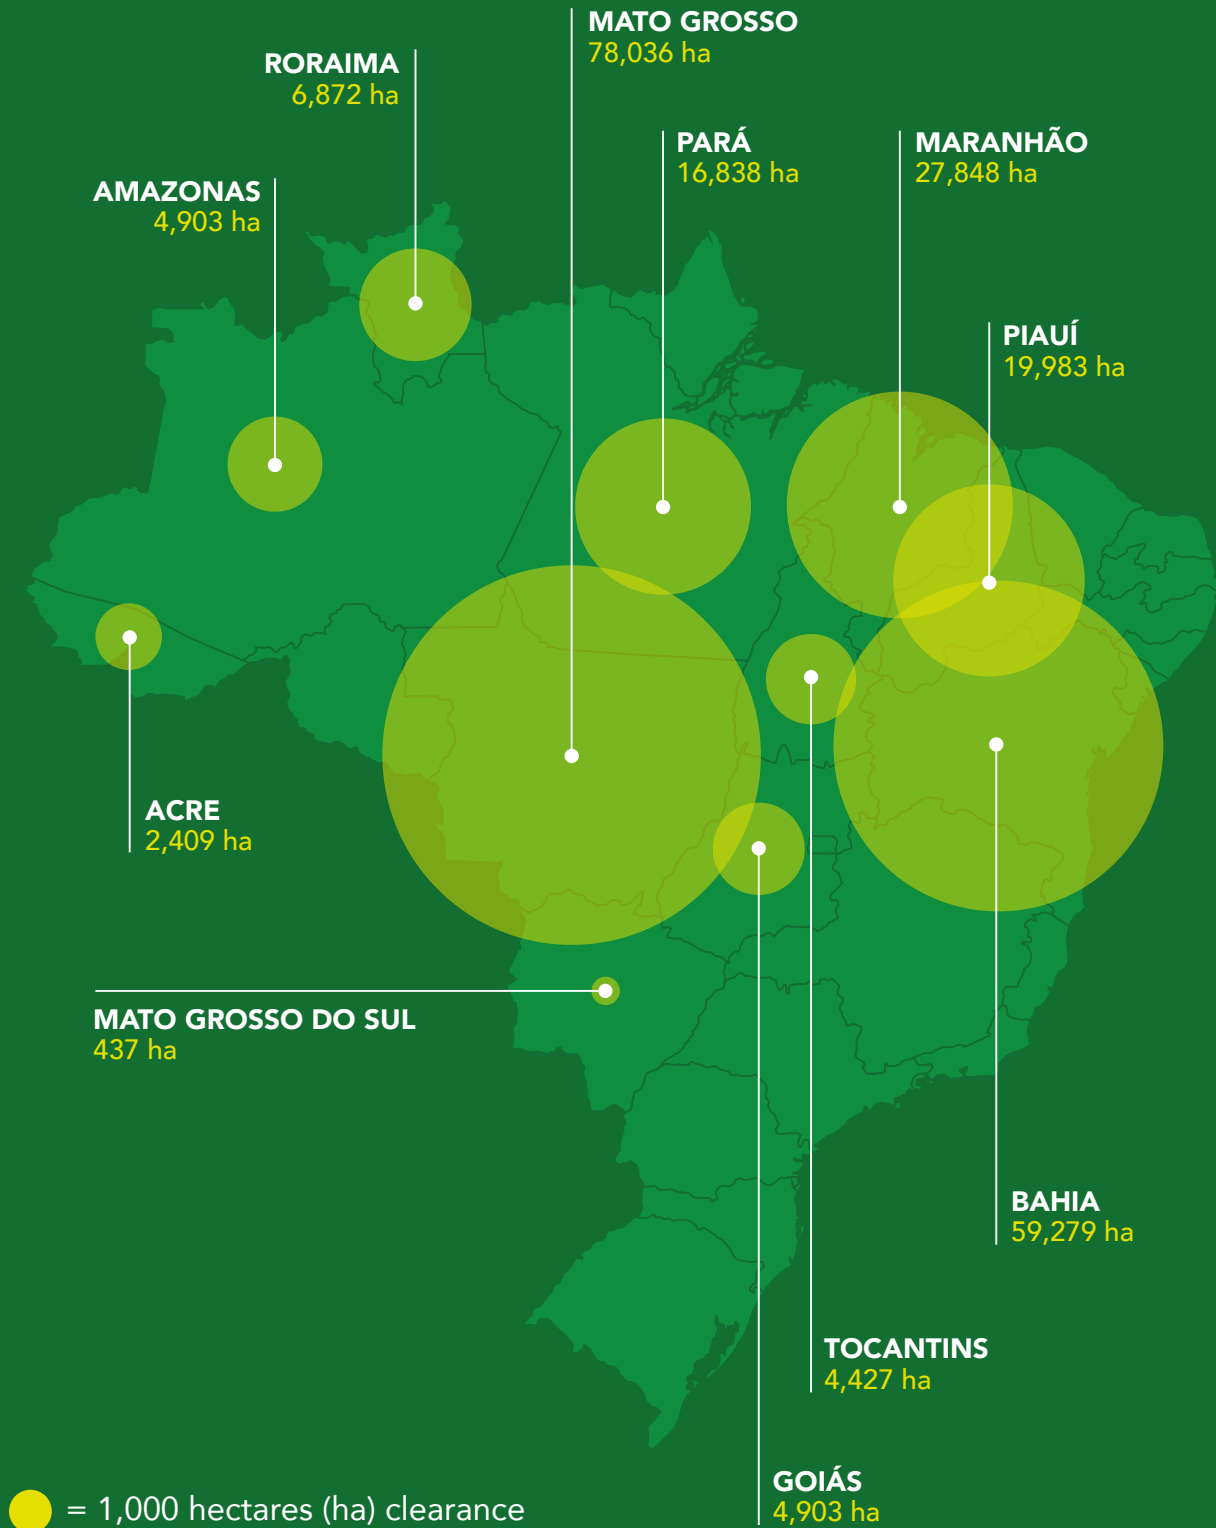 MATO GROSSO
78,036 ha
RORAIMA
6,872 ha
PARÁ
16,838 ha
MARANHÃO
27,848 ha
AMAZONAS
4,903 ha
PIAUÍ
19,983 ha
ACRE
2,409 ha
MATO GROSSO DO SUL
437 ha
BAHIA
59,279 ha
TOCANTINS
4,427 ha
GOIÁS
4,903 ha
= 1,000 hectares (ha) clearance